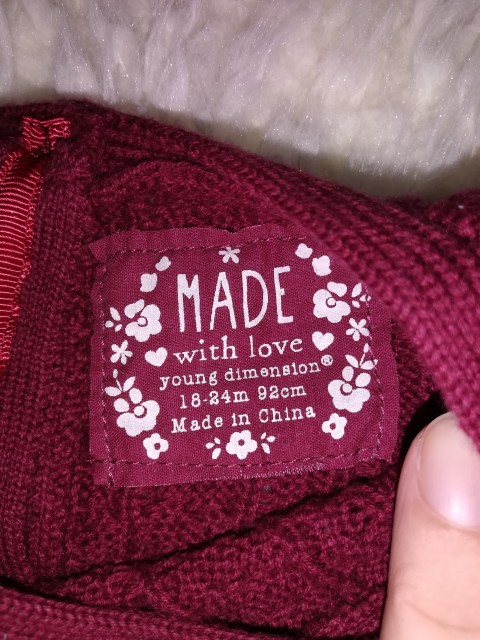 MADE
with love
young dimension®
18-24m 92cm
Made in China